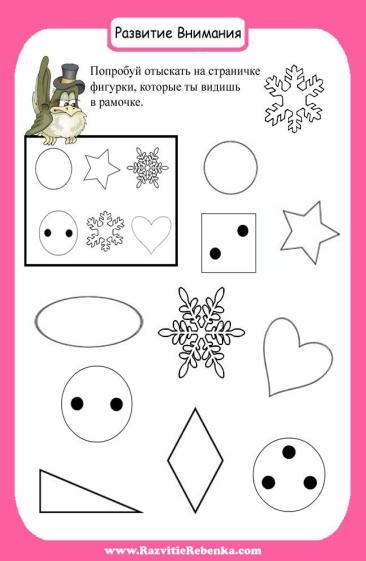 Развитие Внимания
Попробуй отыскать на страничке
фигурки, которые ты видишь
в рамочке.
www.RazvitieRebenka.com